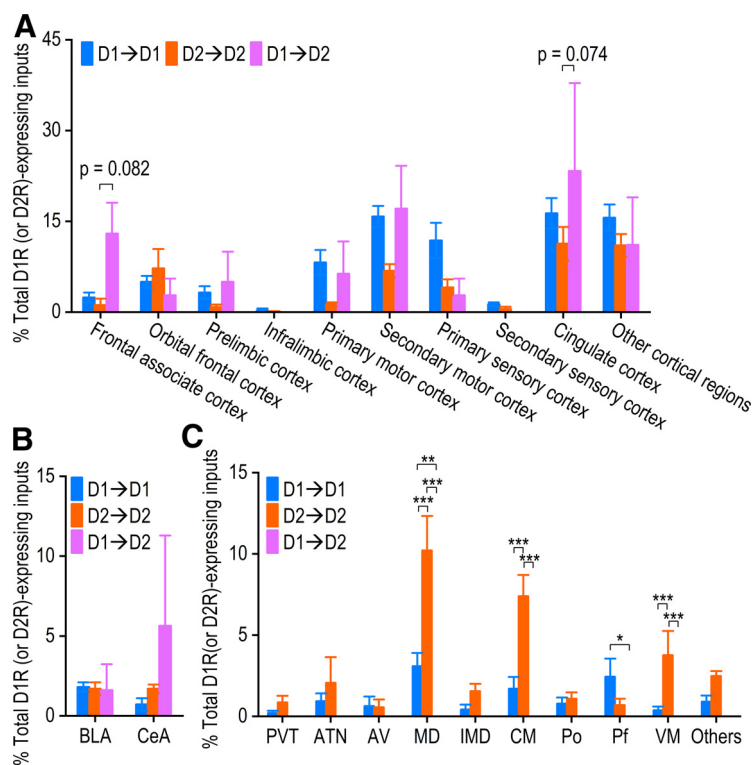 A
% Total D1R (or D2R)-expressing inputs
45
30
15
0
D1→D1 D2→D2 D1→D2
p = 0.082
p = 0.074
Frontal associate cortex
Orbital frontal cortex
Prelimbic cortex
Infralimbic cortex
Primary motor cortex
Secondary motor cortex
Primary sensory cortex
Secondary sensory cortex
Cingulate cortex
Other cortical regions
B
% Total D1R (or D2R)-expressing inputs
15
10
5
0
D1→D1
D2→D2
D1→D2
BLA CeA
C
% Total D1R(or D2R)-expressing inputs
15
10
5
0
D1→D1
D2→D2
D1→D2
**
***
***
***
***
*
***
***
PVT ATN AV MD IMD CM Po Pf VM Others